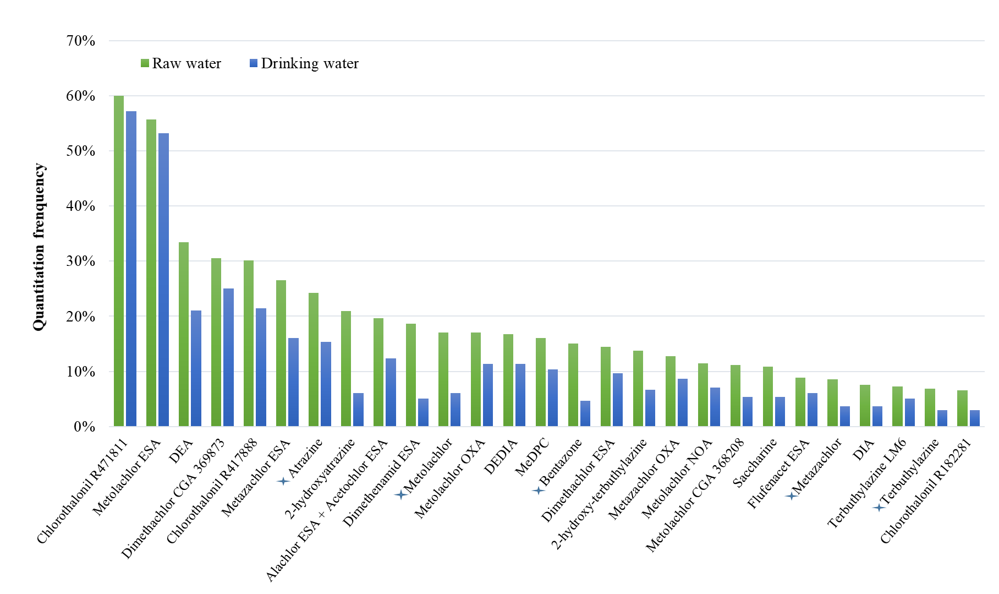 70%
Raw water Drinking water
60%
50%
40%
30%
20%
10%
0%
Quantitation frenquency
Chlorothalonil R471811
Metolachlor ESA
DEA
Dimethachlor CGA 369873
Chlorothalonil R417888
Metazachlor ESA
Atrazine
2-hydroxyatrazine
Alachlor ESA + Acetochlor ESA
Dimethenamid ESA
Metolachlor
Metolachlor OXA
DEDIA
MeDPC
Bentazone
Dimethachlor ESA
2-hydroxy-terbuthylazine
Metazachlor OXA
Metolachlor NOA
Metolachlor CGA 368208
Saccharine
Flufenacet ESA
Metazachlor
DIA
Terbuthylazine LM6
Terbuthylazine
Chlorothalonil R182281